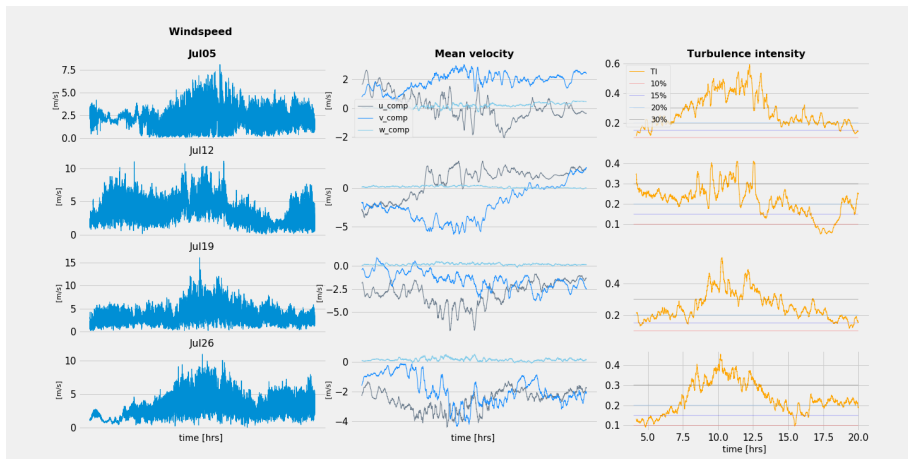 Windspeed
Jul05 Mean velocity Turbulence intensity
[m/s] 7.5 5.0 2.5 0.0
[m/s] 2 0 −2
u_comp
v_comp
w_comp
0.6 0.4 0.2
TI
10%
15%
20%
30%
Jul12
[m/s] 10 5 0
[m/s] 0 −5
0.4 0.3 0.2 0.1
Jul19
[m/s] 15 10 5 0
[m/s] 0.0 −2.5 −5.0
0.4 0.2
Jul26
[m/s] 10 5 0
[m/s] 0 −2 −4
0.4 0.3 0.2 0.1
5.0 7.5 10.0 12.5 15.0 17.5 20.0
time [hrs] time [hrs] time [hrs]